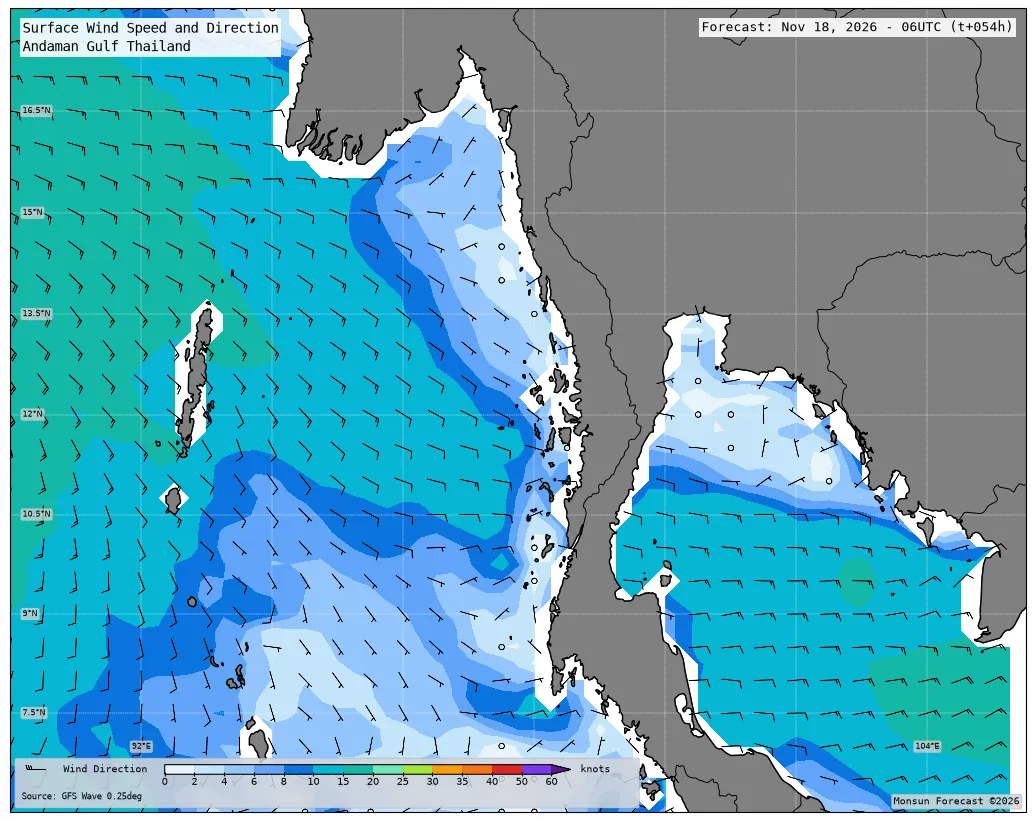 Surface Wind Speed and Direction
Andaman Gulf Thailand
Forecast: Nov 18, 2026 - 06UTC (t+054h)
16.5°N
15°N
13.5°N
12°N
10.5°N
9°N
7.5°N
92°E
104°E
Wind Direction
knots
0 2 4 6 8 10 15 20 25 30 35 40 50 60
Source: GFS Wave 0.25deg
Monsun Forecast ©2026